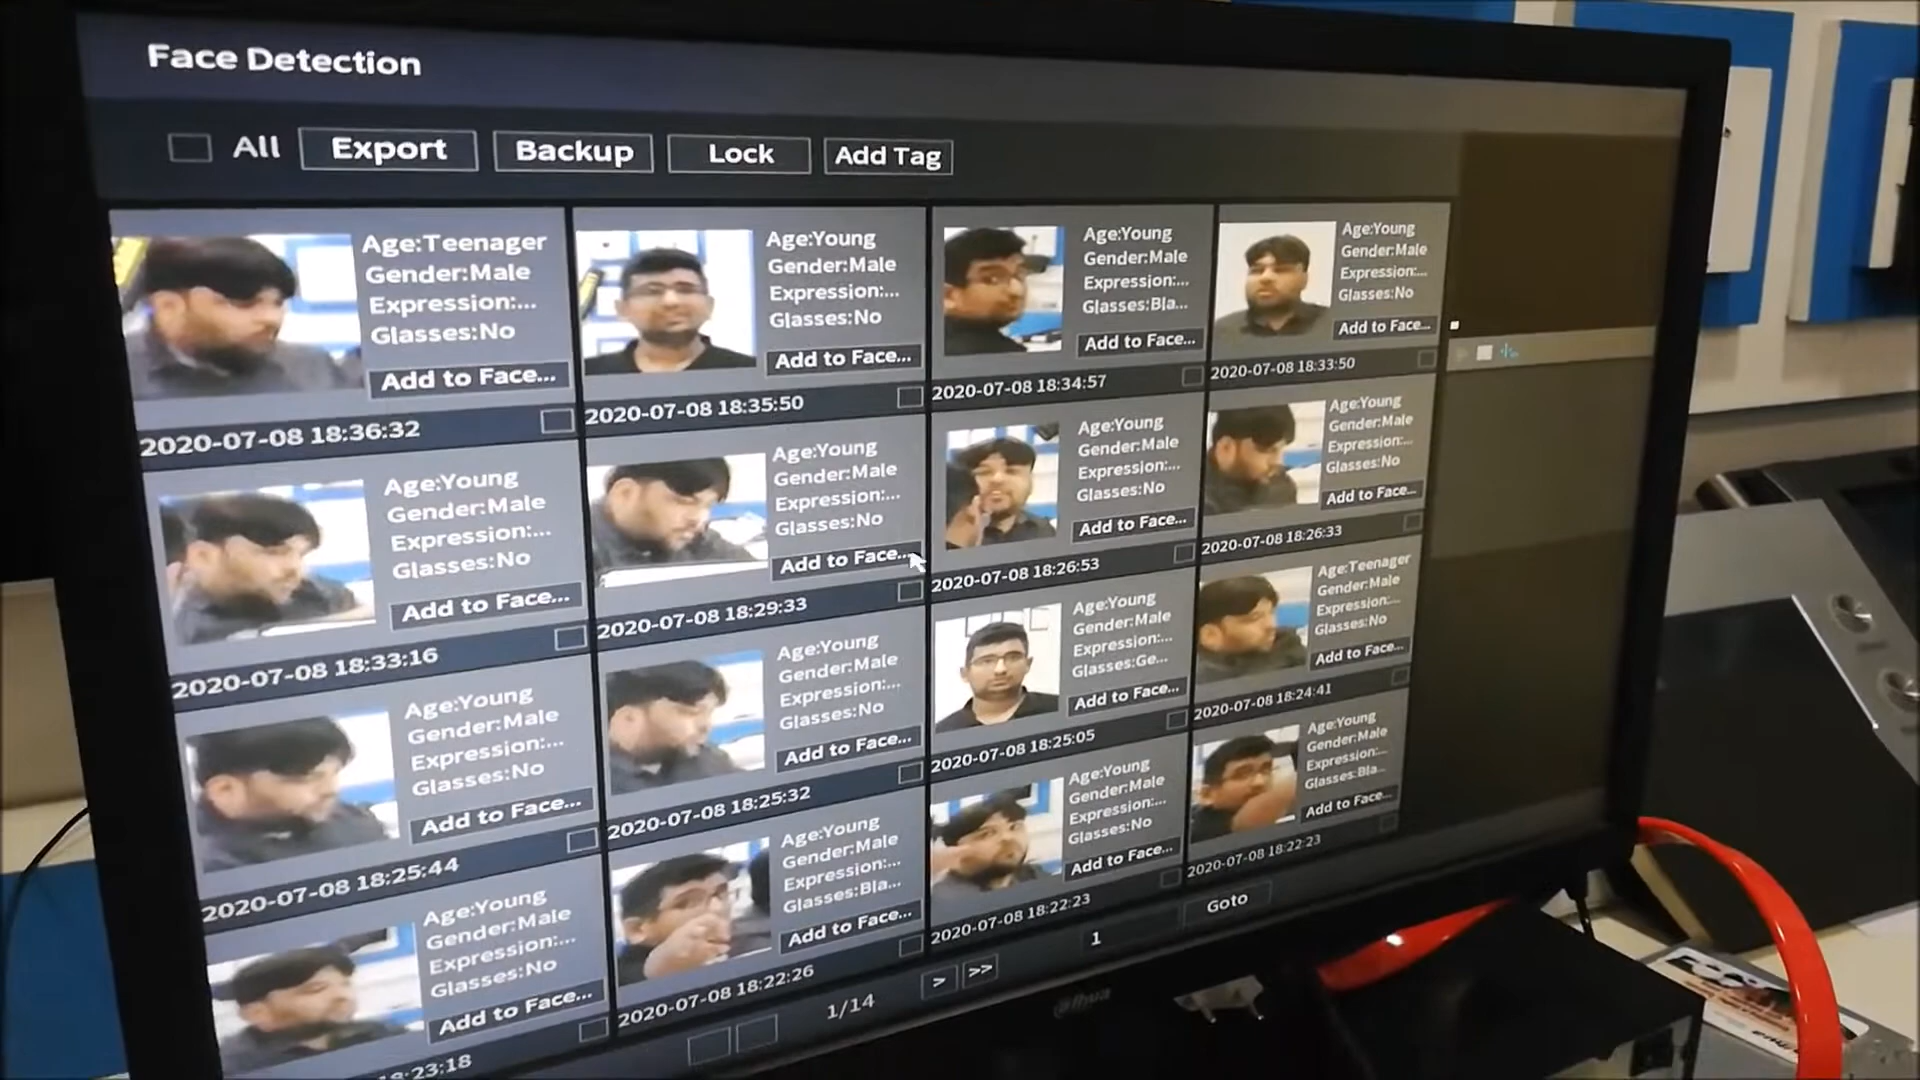 Face Detection
All Export Backup Lock Add Tag
Age:Teenager
Gender:Male
Expression:...
Glasses:No
Add to Face...
2020-07-08 18:36:32
Age:Young
Gender:Male
Expression:...
Glasses:No
Add to Face...
2020-07-08 18:35:50
Age:Young
Gender:Male
Expression:...
Glasses:Bla...
Add to Face...
2020-07-08 18:34:57
Age:Young
Gender:Male
Expression:...
Glasses:No
Add to Face...
2020-07-08 18:33:50
Age:Young
Gender:Male
Expression:...
Glasses:No
Add to Face...
2020-07-08 18:33:16
Age:Young
Gender:Male
Expression:...
Glasses:No
Add to Face...
2020-07-08 18:29:33
Age:Young
Gender:Male
Expression:...
Glasses:No
Add to Face...
2020-07-08 18:26:53
Age:Young
Gender:Male
Expression:...
Glasses:No
Add to Face...
2020-07-08 18:26:33
Age:Young
Gender:Male
Expression:...
Glasses:No
Add to Face...
2020-07-08 18:25:44
Age:Young
Gender:Male
Expression:...
Glasses:No
Add to Face...
2020-07-08 18:25:32
Age:Young
Gender:Male
Expression:...
Glasses:Ge...
Add to Face...
2020-07-08 18:25:05
Age:Teenager
Gender:Male
Expression:...
Glasses:No
Add to Face...
2020-07-08 18:24:41
Age:Young
Gender:Male
Expression:...
Glasses:No
Add to Face...
:23:18
Age:Young
Gender:Male
Expression:...
Glasses:Bla...
Add to Face...
2020-07-08 18:22:26
Age:Young
Gender:Male
Expression:...
Glasses:No
Add to Face...
2020-07-08 18:22:23
Age:Young
Gender:Male
Expression:...
Glasses:Bla...
Add to Face...
2020-07-08 18:22:23
1/14 > >> 1 Goto
alhua